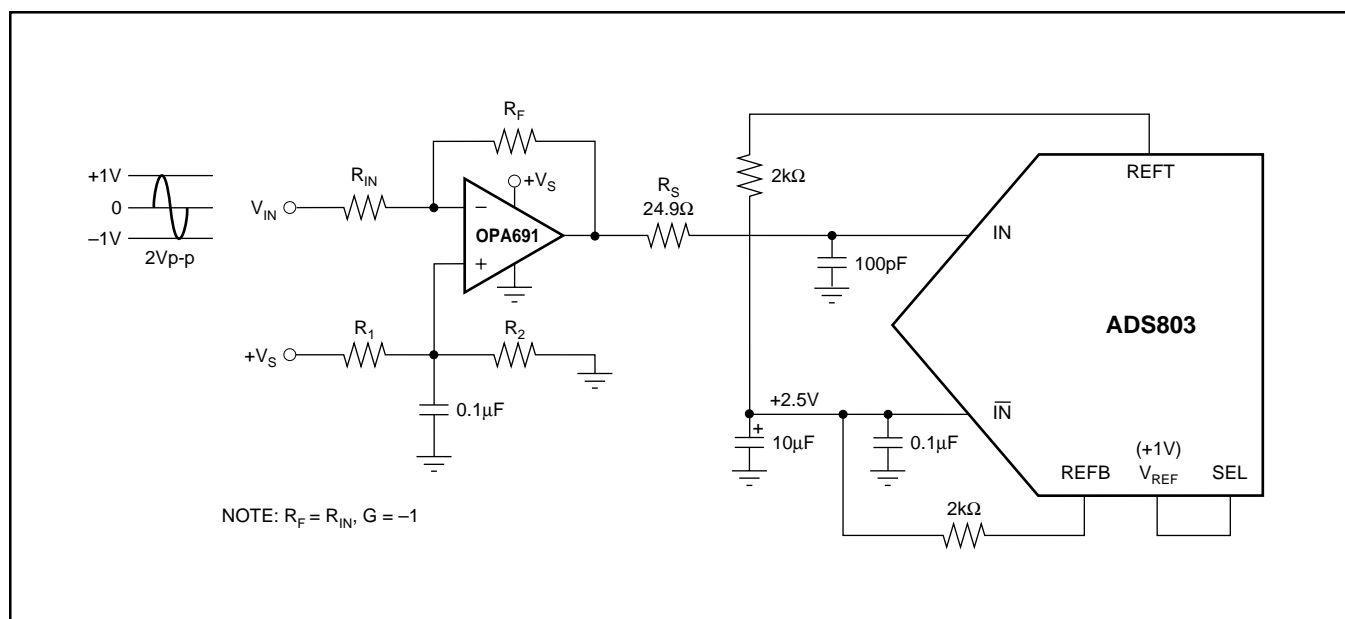 R_F
+1V
0
–1V
2Vp-p
V_IN
R_IN
+V_S
–
OPA691
+
R_S
24.9Ω
2kΩ
REFT
IN
100pF
ADS803
+V_S
R_1
R_2
0.1µF
+2.5V
I̅N̅
+
10µF
0.1µF
(+1V)
REFB
V_REF
SEL
2kΩ
NOTE: R_F = R_IN, G = –1